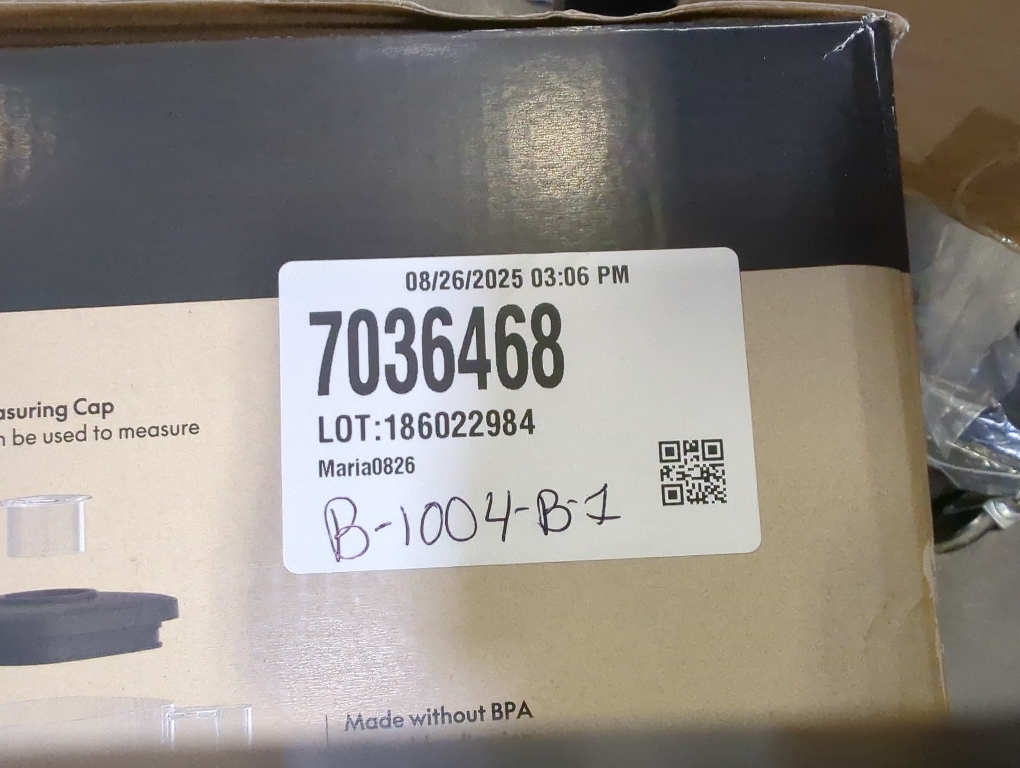 08/26/2025 03:06 PM
7036468
LOT:186022984
Maria0826
B-1004-B-1
asuring Cap
n be used to measure
Made without BPA